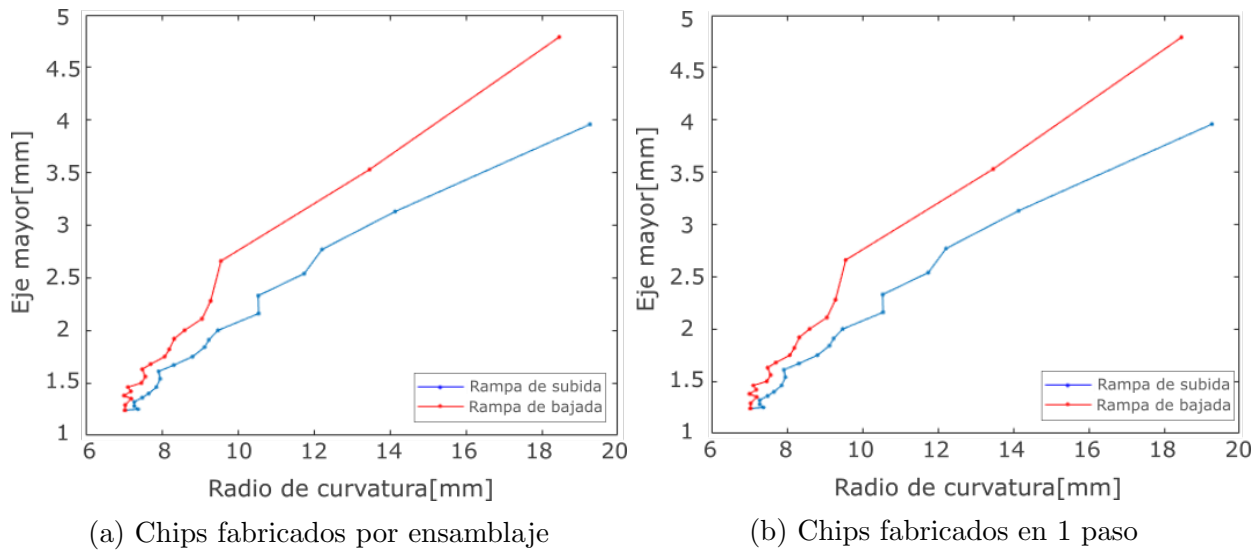 5
4.5
4
3.5
3
2.5
2
1.5
1
Eje mayor[mm]
6 8 10 12 14 16 18 20
Radio de curvatura[mm]
Rampa de subida
Rampa de bajada
(a) Chips fabricados por ensamblaje
5
4.5
4
3.5
3
2.5
2
1.5
1
Eje mayor[mm]
6 8 10 12 14 16 18 20
Radio de curvatura[mm]
Rampa de subida
Rampa de bajada
(b) Chips fabricados en 1 paso